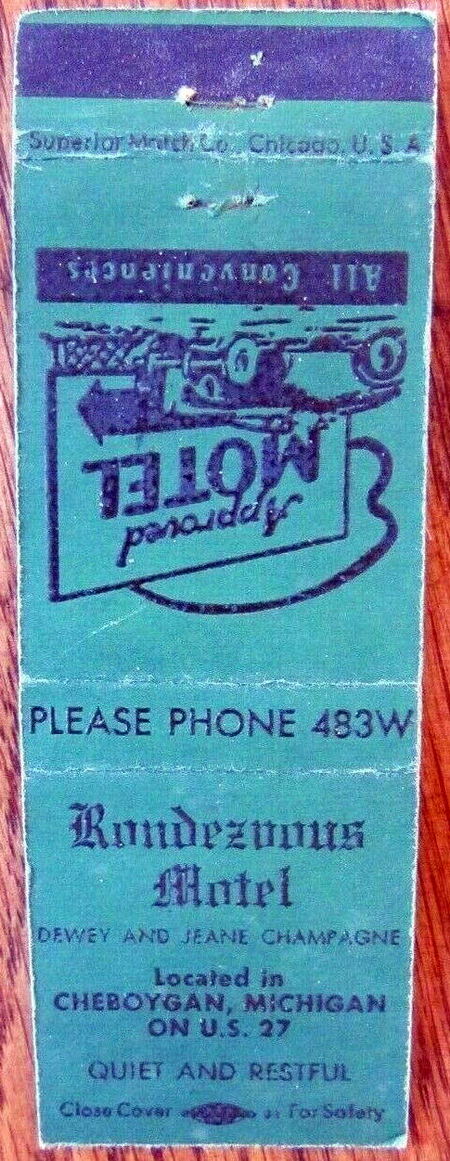 Superior Match Co., Chicago, U. S. A
All Conveniences
Approved
MOTEL
PLEASE PHONE 483W
Rondezvous
Motel
DEWEY AND JEANE CHAMPAGNE
Located in
CHEBOYGAN, MICHIGAN
ON U.S. 27
QUIET AND RESTFUL
Close Cover For Safety